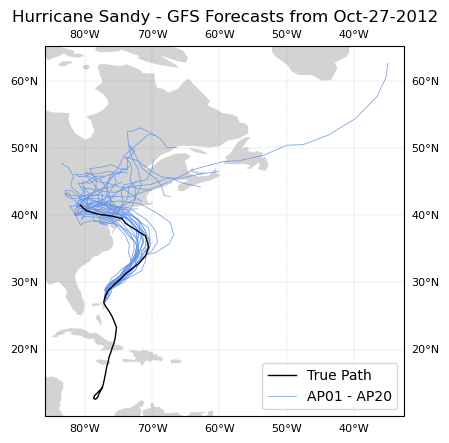 Hurricane Sandy - GFS Forecasts from Oct-27-2012
80°W 70°W 60°W 50°W 40°W
60°N 60°N
50°N 50°N
40°N 40°N
30°N 30°N
20°N 20°N
True Path
AP01 - AP20
80°W 70°W 60°W 50°W 40°W